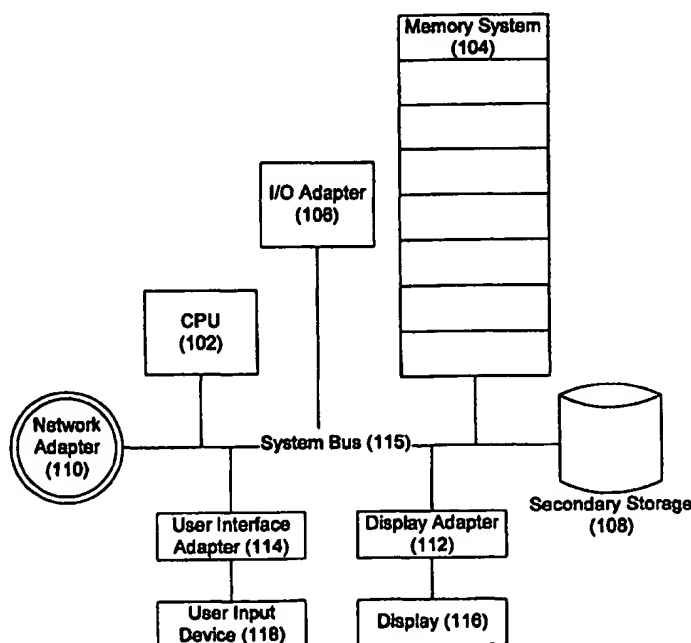 Memory System
(104)
I/O Adapter
(106)
CPU
(102)
Network
Adapter
(110)
System Bus (115)
Secondary Storage
(108)
User Interface
Adapter (114)
Display Adapter
(112)
User Input
Device (118)
Display (116)